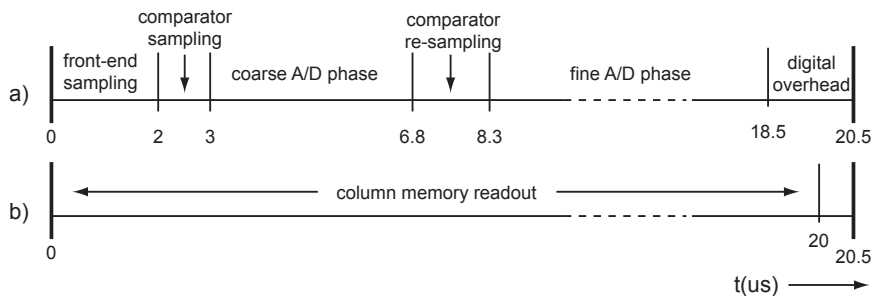 comparator
sampling
comparator
re-sampling
front-end
sampling
coarse A/D phase
fine A/D phase
digital
overhead
a)
0
2
3
6.8
8.3
18.5
20.5
column memory readout
b)
0
20
20.5
t(us)